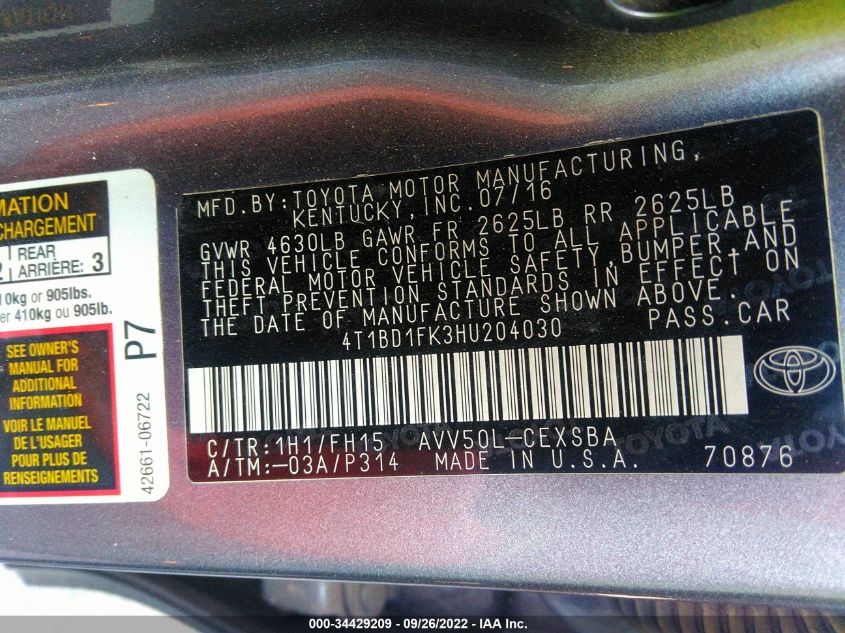 MATION
CHARGEMENT
2 REAR ARRIÈRE: 3
10kg or 905lbs.
er 410kg ou 905lb.
SEE OWNER'S
MANUAL FOR
ADDITIONAL
INFORMATION
VOIR LE MANUEL
DE L'USAGER
POUR PLUS DE
RENSEIGNEMENTS
P7
42661-06722
MFD.BY:TOYOTA MOTOR MANUFACTURING,
KENTUCKY,INC.07/16
GVWR 4630LB GAWR FR 2625LB RR 2625LB
THIS VEHICLE CONFORMS TO ALL APPLICABLE
FEDERAL MOTOR VEHICLE SAFETY,BUMPER,AND
THEFT PREVENTION STANDARDS IN EFFECT ON
THE DATE OF MANUFACTURE SHOWN ABOVE.
4T1BD1FK3HU204030 PASS.CAR
C/TR:1H1/FH15 AVV50L-CEXSBA
A/TM:-03A/P314 MADE IN U.S.A. 70876
000-34429209 - 09/26/2022 - © IAA Inc.